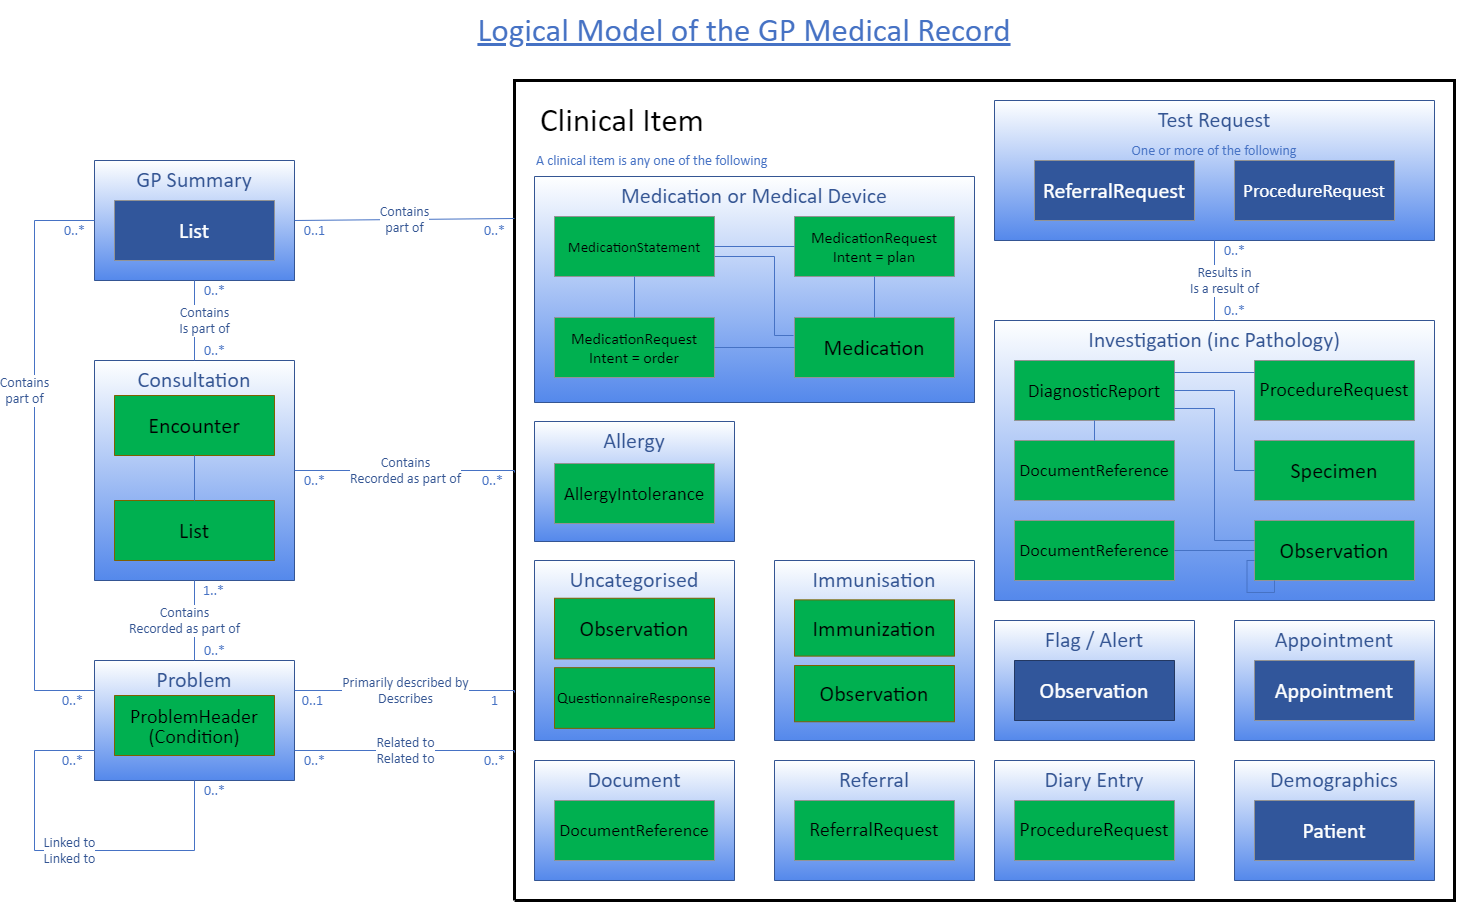 Logical Model of the GP Medical Record
GP Summary
List
0..*
0..1
Contains
part of
0..*
0..*
Contains
Is part of
0..*
Contains
part of
Consultation
Encounter
List
0..*
Contains
Recorded as part of
0..*
1..*
Contains
Recorded as part of
0..*
Problem
ProblemHeader
(Condition)
0..*
0..1
Primarily described by
Describes
1
0..*
0..*
Related to
Related to
0..*
0..*
Linked to
Linked to
Clinical Item
A clinical item is any one of the following
Medication or Medical Device
MedicationStatement
MedicationRequest
Intent = plan
MedicationRequest
Intent = order
Medication
Allergy
AllergyIntolerance
Uncategorised
Observation
QuestionnaireResponse
Immunisation
Immunization
Observation
Document
DocumentReference
Referral
ReferralRequest
Test Request
One or more of the following
ReferralRequest
ProcedureRequest
0..*
Results in
Is a result of
0..*
Investigation (inc Pathology)
DiagnosticReport
ProcedureRequest
DocumentReference
Specimen
DocumentReference
Observation
Flag / Alert
Observation
Appointment
Appointment
Diary Entry
ProcedureRequest
Demographics
Patient